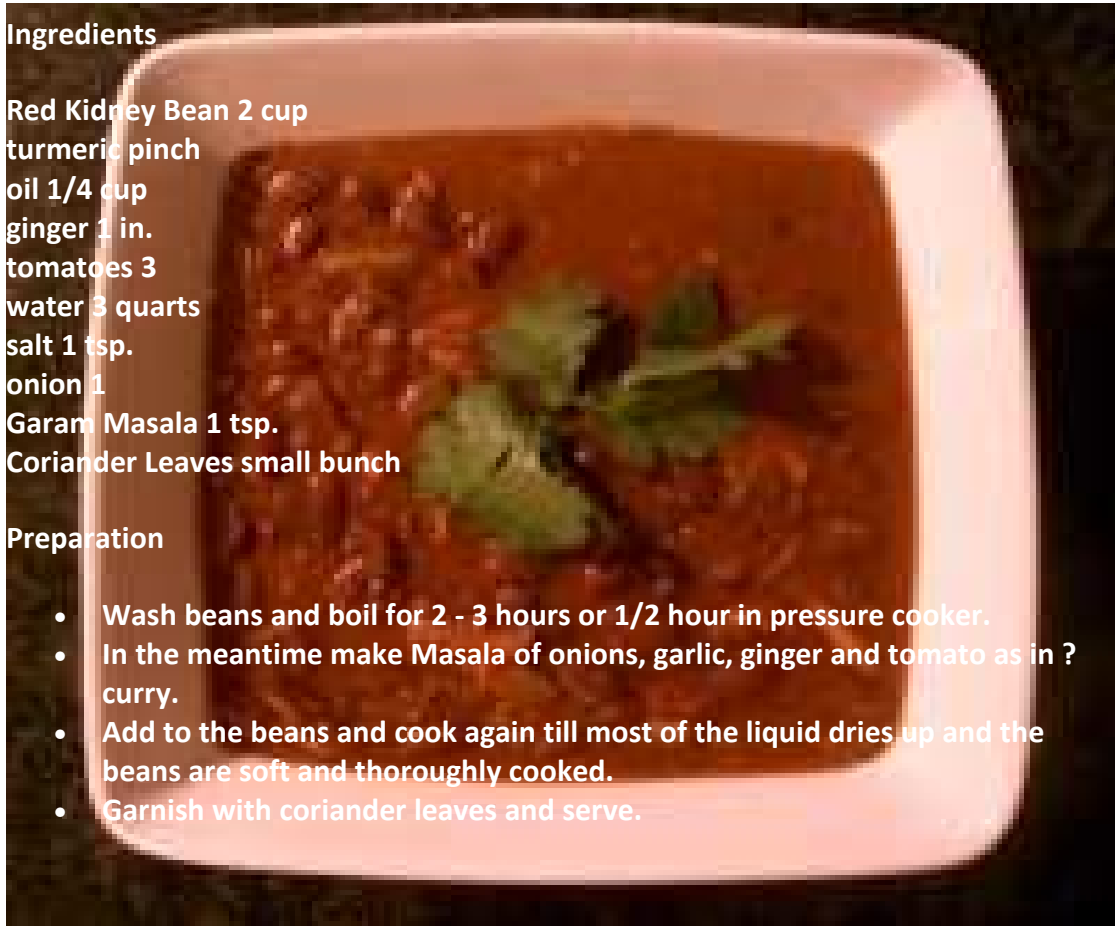 Ingredients
Red Kidney Bean 2 cup
turmeric pinch
oil 1/4 cup
ginger 1 in.
tomatoes 3
water 3 quarts
salt 1 tsp.
onion 1
Garam Masala 1 tsp.
Coriander Leaves small bunch
Preparation
• Wash beans and boil for 2 - 3 hours or 1/2 hour in pressure cooker.
• In the meantime make Masala of onions, garlic, ginger and tomato as in ?
curry.
• Add to the beans and cook again till most of the liquid dries up and the
beans are soft and thoroughly cooked.
• Garnish with coriander leaves and serve.